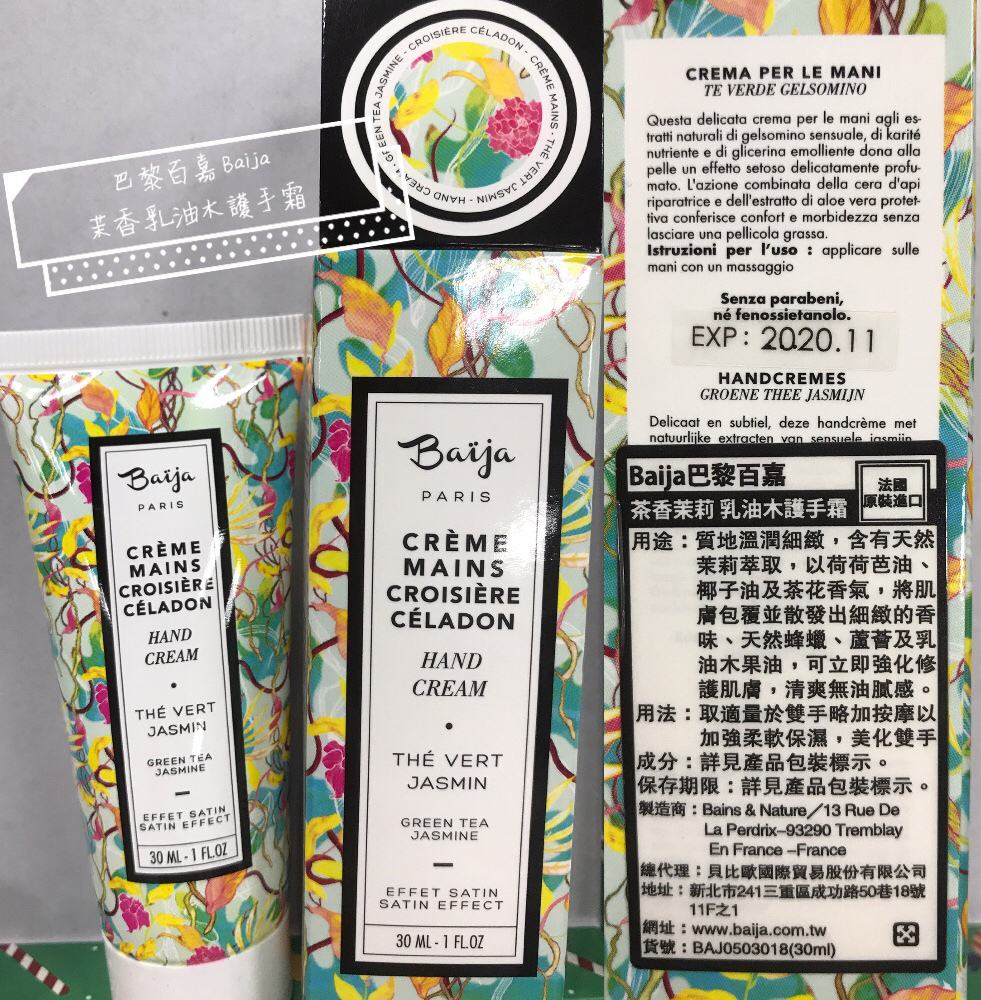 GREEN TEA JASMINE - CROISIÈRE CÉLADON - CRÈME MAINS - THÉ VERT JASMIN - HAND CREAM -
巴黎百嘉 Baija
茉香乳油木護手霜
Baïja
PARIS
CRÈME
MAINS
CROISIÈRE
CÉLADON
HAND
CREAM
THÉ VERT
JASMIN
GREEN TEA
JASMINE
EFFET SATIN
SATIN EFFECT
30 ML - 1 FL.OZ
Baïja
PARIS
CRÈME
MAINS
CROISIÈRE
CÉLADON
HAND
CREAM
THÉ VERT
JASMIN
GREEN TEA
JASMINE
EFFET SATIN
SATIN EFFECT
30 ML - 1 FL.OZ
CREMA PER LE MANI
TE VERDE GELSOMINO
Questa delicata crema per le mani agli es-
tratti naturali di gelsomino sensuale, di karité
nutriente e di glicerina emolliente dona alla
pelle un effetto setoso delicatamente profu-
mato. L'azione combinata della cera d'api
riparatrice e dell'estratto di aloe vera protet-
tiva conferisce confort e morbidezza senza
lasciare una pellicola grassa.
Istruzioni per l'uso : applicare sulle
mani con un massaggio
Senza parabeni,
né fenossietanolo.
EXP: 2020.11
HANDCREMES
GROENE THEE JASMIJN
Delicaat en subtiel, deze handcrème met
natuurlijke extracten van sensuele jasmijn,
Baija巴黎百嘉
法國
原裝進口
茶香茉莉 乳油木護手霜
用途：質地溫潤細緻，含有天然
茉莉萃取，以荷荷芭油、
椰子油及茶花香氣，將肌
膚包覆並散發出細緻的香
味、天然蜂蠟、蘆薈及乳
油木果油，可立即強化修
護肌膚，清爽無油膩感。
用法：取適量於雙手略加按摩以
加強柔軟保濕，美化雙手
成分：詳見產品包裝標示。
保存期限：詳見產品包裝標示。
製造商：Bains & Nature／13 Rue De
La Perdrix–93290 Tremblay
En France –France
總代理：貝比歐國際貿易股份有限公司
地址：新北市241三重區成功路50巷18號
11F之1
網址：www.baija.com.tw
貨號：BAJ0503018(30ml)